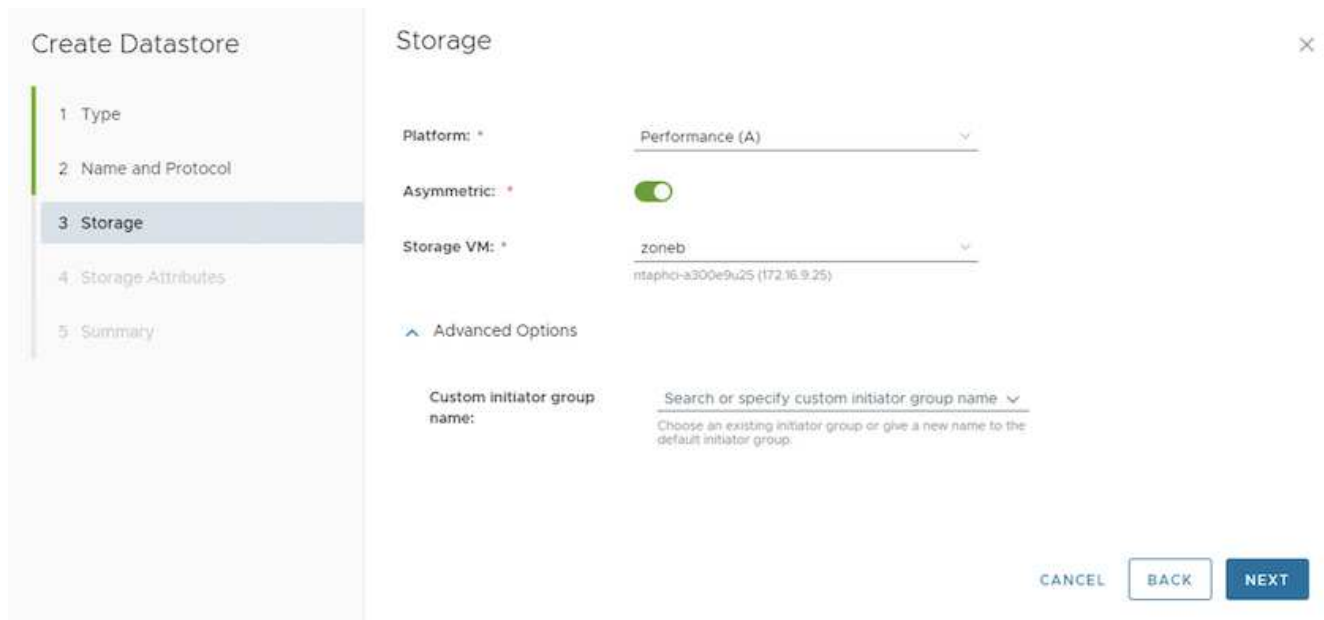 Create Datastore
1 Type
2 Name and Protocol
3 Storage
4 Storage Attributes
5 Summary
Storage
Platform: *
Performance (A)
Asymmetric: *
Storage VM: *
zoneb
ntaphci-a300e9u25 (172.16.9.25)
Advanced Options
Custom initiator group
name:
Search or specify custom initiator group name
Choose an existing initiator group or give a new name to the
default initiator group.
CANCEL
BACK
NEXT